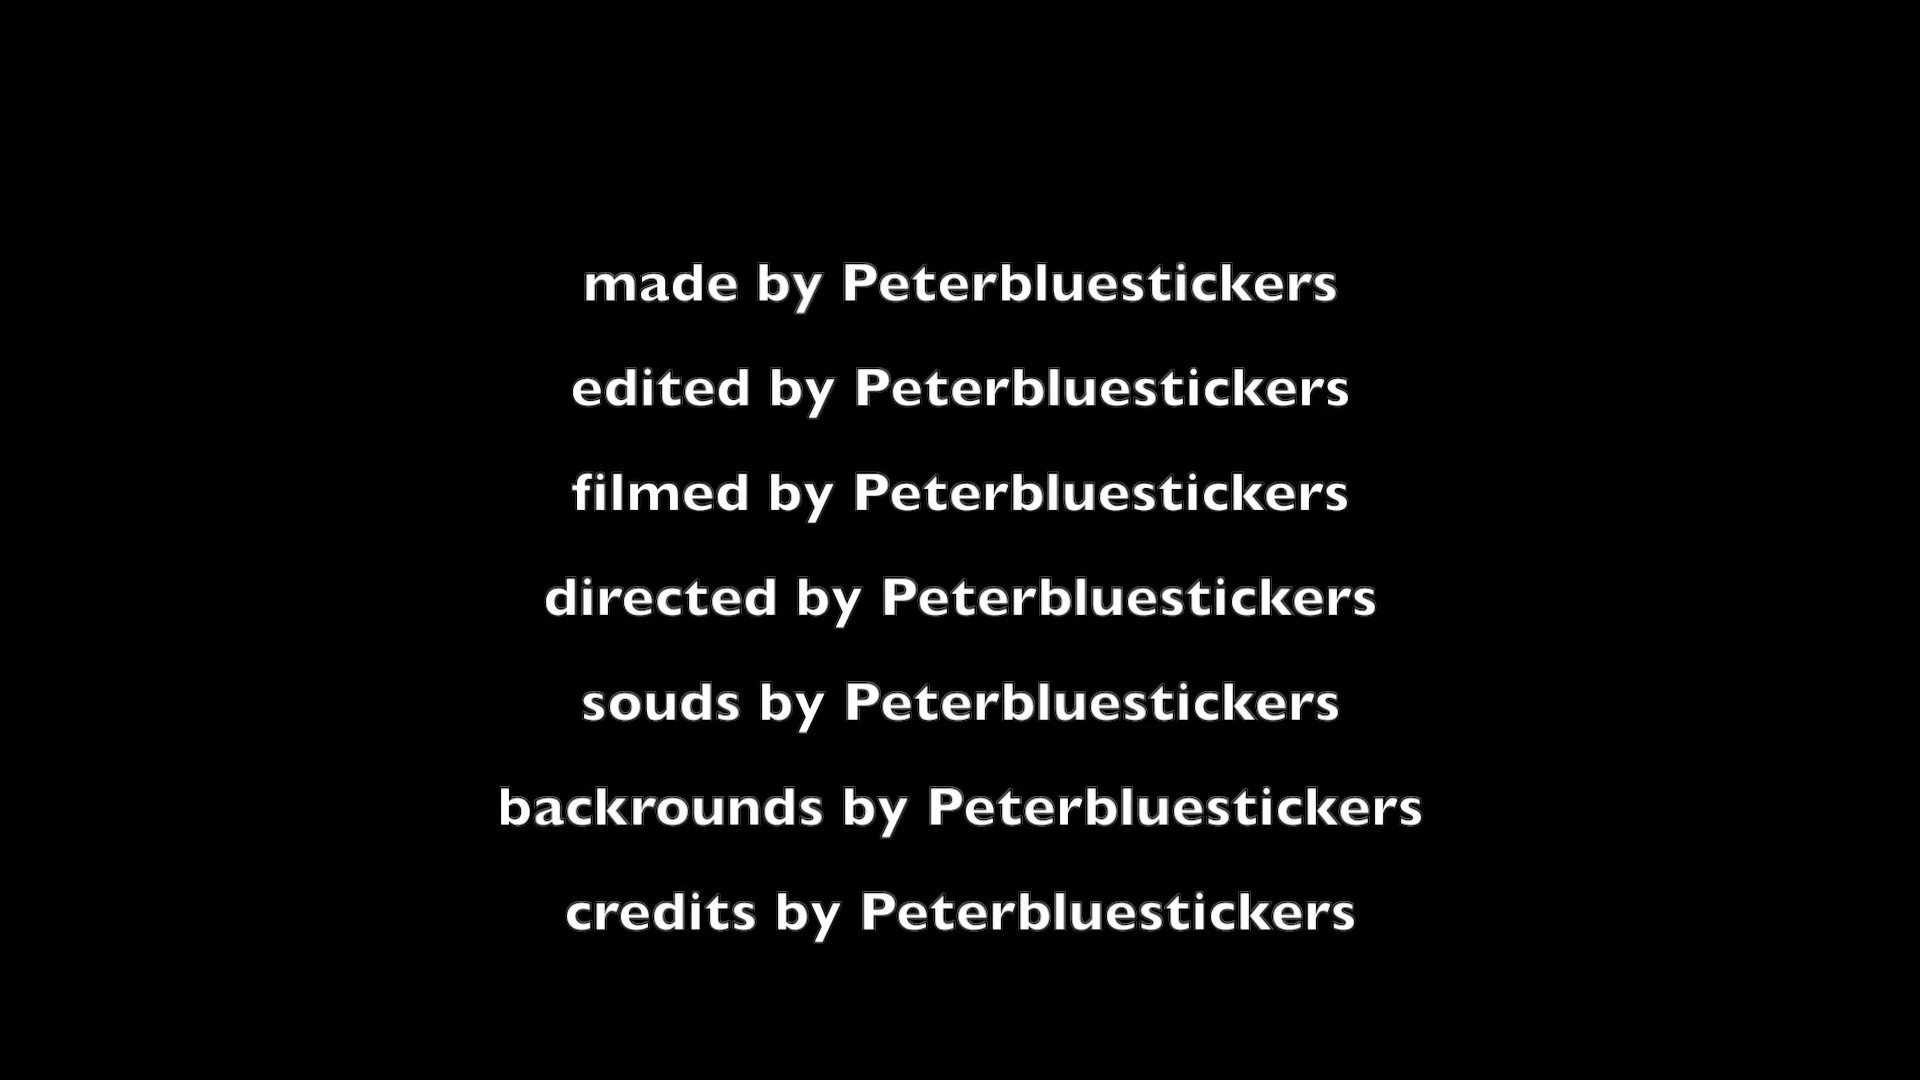 made by Peterbluestickers
edited by Peterbluestickers
filmed by Peterbluestickers
directed by Peterbluestickers
souds by Peterbluestickers
backrounds by Peterbluestickers
credits by Peterbluestickers